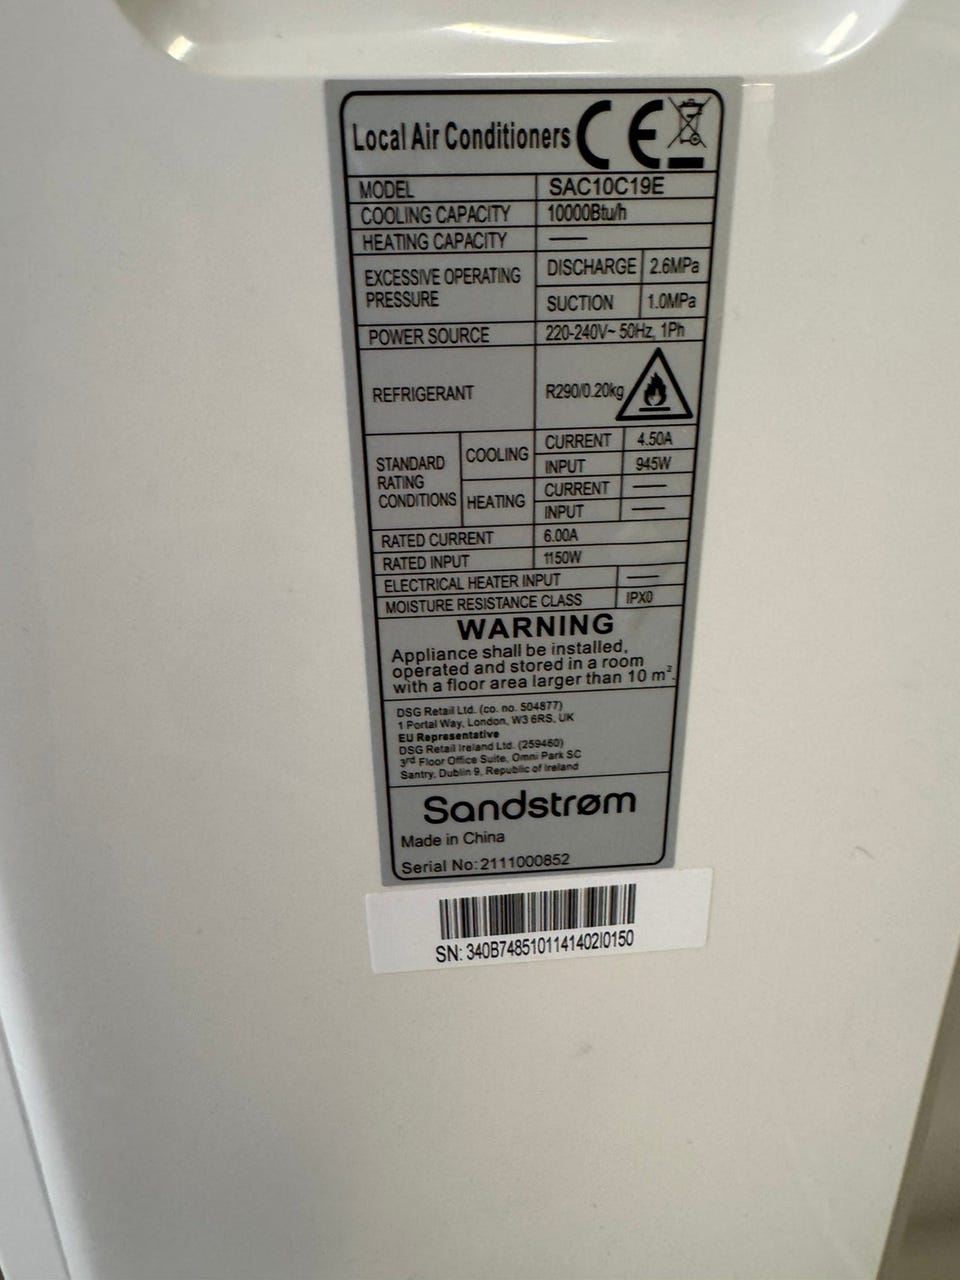 Local Air Conditioners CE
MODEL SAC10C19E
COOLING CAPACITY 10000Btu/h
HEATING CAPACITY —
EXCESSIVE OPERATING PRESSURE DISCHARGE 2.6MPa
SUCTION 1.0MPa
POWER SOURCE 220-240V~ 50Hz, 1Ph
REFRIGERANT R290/0.20kg
STANDARD RATING CONDITIONS COOLING CURRENT 4.50A
INPUT 945W
HEATING CURRENT —
INPUT —
RATED CURRENT 6.00A
RATED INPUT 1150W
ELECTRICAL HEATER INPUT —
MOISTURE RESISTANCE CLASS IPX0
WARNING
Appliance shall be installed,
operated and stored in a room
with a floor area larger than 10 m².
DSG Retail Ltd. (co. no. 504877)
1 Portal Way, London, W3 6RS, UK
EU Representative
DSG Retail Ireland Ltd. (259460)
3rd Floor Office Suite, Omni Park SC
Santry, Dublin 9, Republic of Ireland
Sandstrøm
Made in China
Serial No: 2111000852
SN: 340B7485101141402I0150